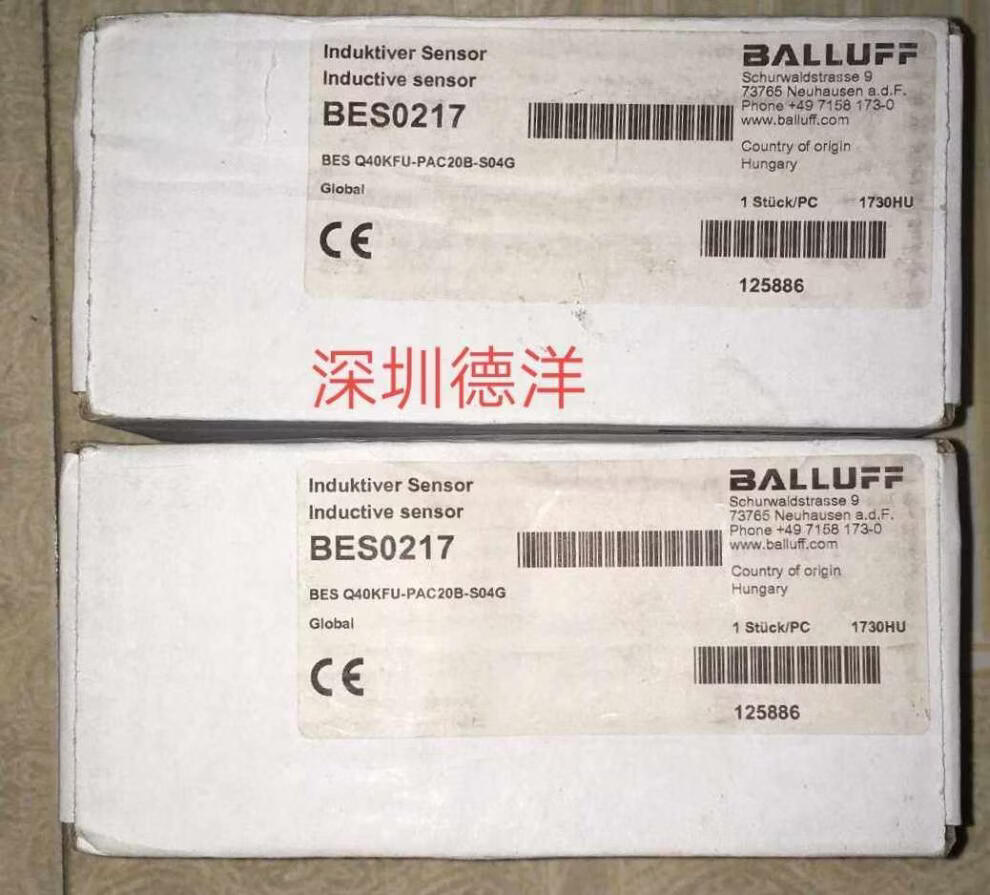 Induktiver Sensor
Inductive sensor
BES0217
BES Q40KFU-PAC20B-S04G
Global
CE
BALLUFF
Schurwaldstrasse 9
73765 Neuhausen a.d.F.
Phone +49 7158 173-0
www.balluff.com
Country of origin
Hungary
1 Stück/PC 1730HU
125886
深圳德洋
Induktiver Sensor
Inductive sensor
BES0217
BES Q40KFU-PAC20B-S04G
Global
CE
BALLUFF
Schurwaldstrasse 9
73765 Neuhausen a.d.F.
Phone +49 7158 173-0
www.balluff.com
Country of origin
Hungary
1 Stück/PC 1730HU
125886